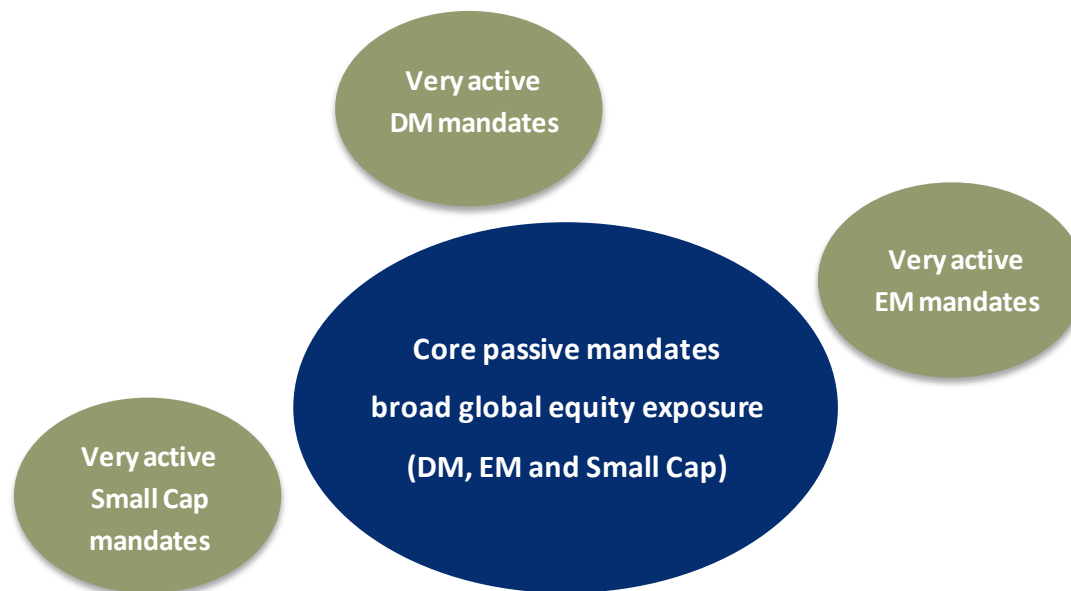 Very active
DM mandates
Very active
EM mandates
Core passive mandates
broad global equity exposure
(DM, EM and Small Cap)
Very active
Small Cap
mandates